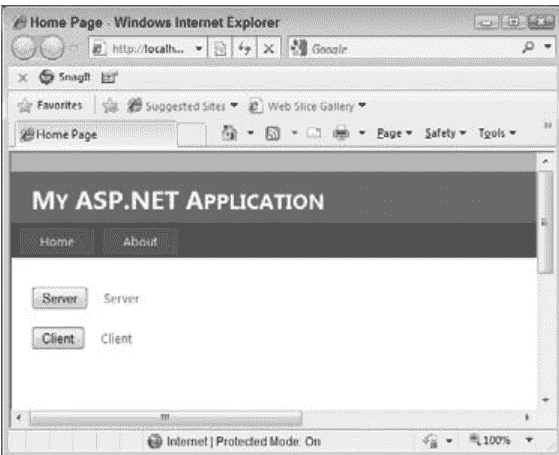 Home Page - Windows Internet Explorer
http://localh... Google
SnagIt
Favorites Suggested Sites Web Slice Gallery
Home Page Page Safety Tools
MY ASP.NET APPLICATION
Home About
Server Server
Client Client
Internet | Protected Mode: On 100%